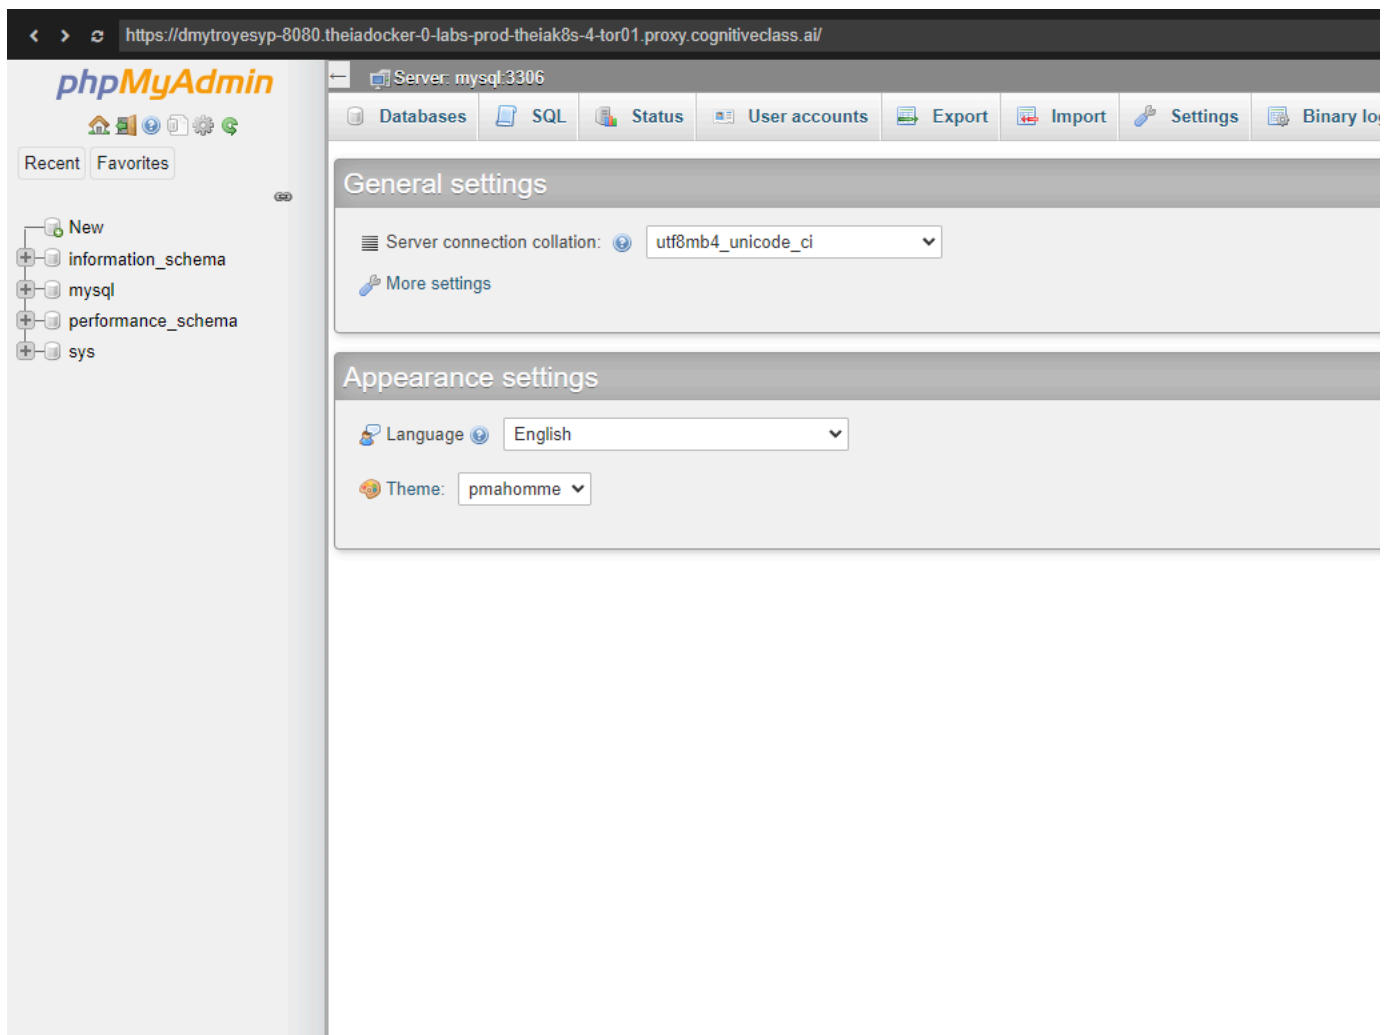 https://dmytroyesyp-8080.theiadocker-0-labs-prod-theiak8s-4-tor01.proxy.cognitiveclass.ai/
phpMyAdmin
Recent Favorites
New
information_schema
mysql
performance_schema
sys
Server: mysql:3306
Databases SQL Status User accounts Export Import Settings Binary log
General settings
Server connection collation: utf8mb4_unicode_ci
More settings
Appearance settings
Language English
Theme: pmahomme